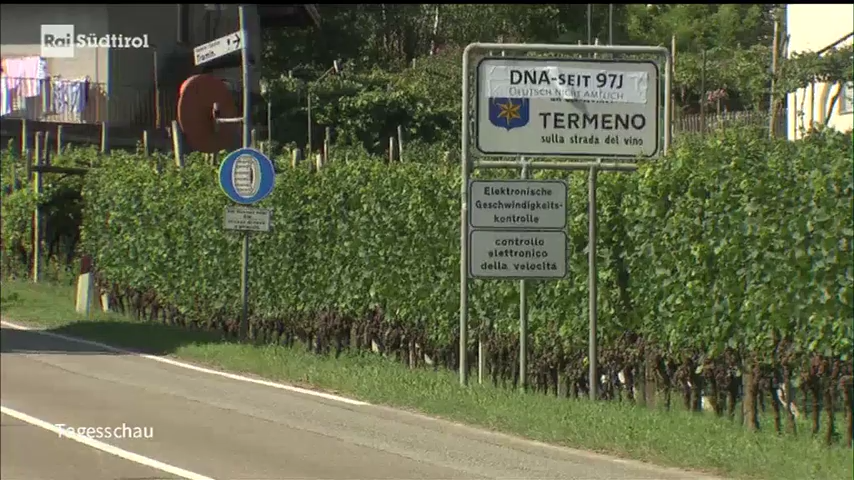 Rai Südtirol
Tramin
DNA-SEIT 97J
DEUTSCH NICHT AMTLICH
TERMENO
sulla strada del vino
Elektronische
Geschwindigkeits-
kontrolle
controllo
elettronico
della velocità
Tagesschau